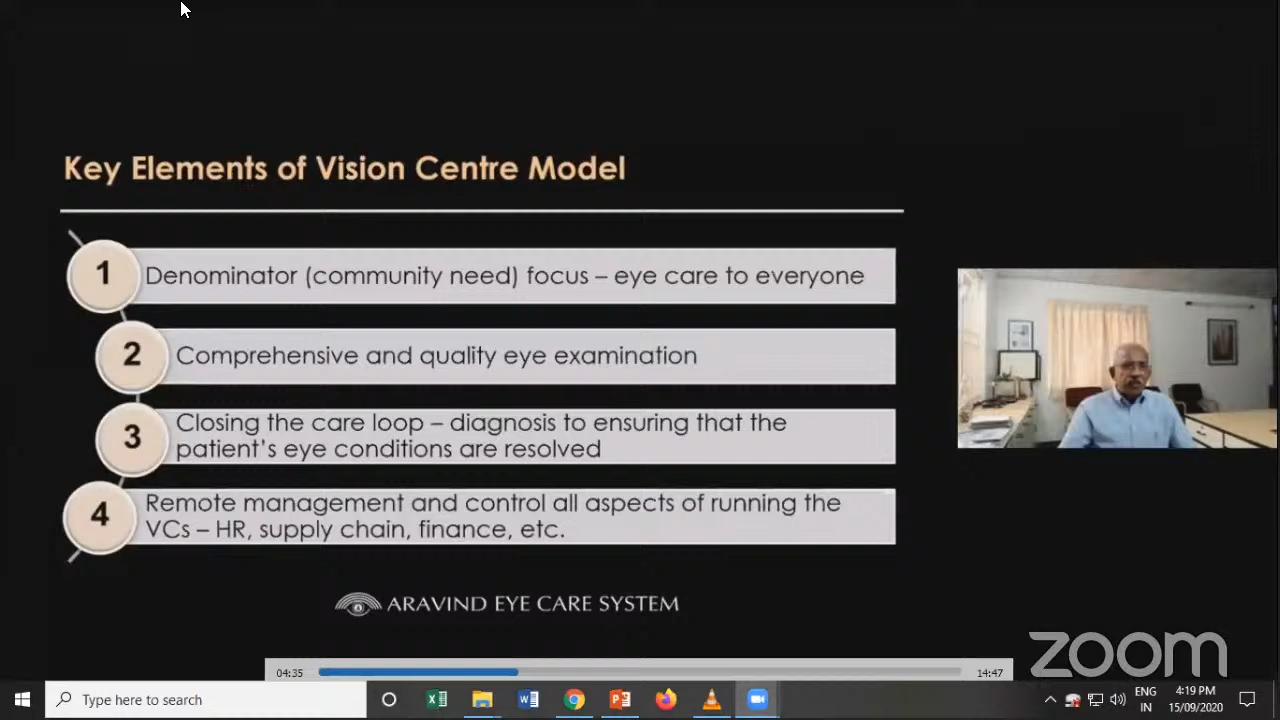 Key Elements of Vision Centre Model
1
Denominator (community need) focus – eye care to everyone
2
Comprehensive and quality eye examination
3
Closing the care loop – diagnosis to ensuring that the
patient's eye conditions are resolved
4
Remote management and control all aspects of running the
VCs – HR, supply chain, finance, etc.
ARAVIND EYE CARE SYSTEM
04:35
14:47
zoom
Type here to search
ENG
IN
4:19 PM
15/09/2020